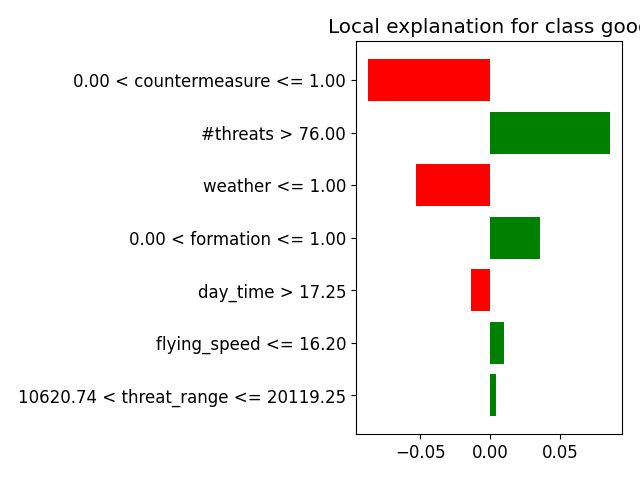 Local explanation for class goo
0.00 < countermeasure <= 1.00
#threats > 76.00
weather <= 1.00
0.00 < formation <= 1.00
day_time > 17.25
flying_speed <= 16.20
10620.74 < threat_range <= 20119.25
−0.05 0.00 0.05